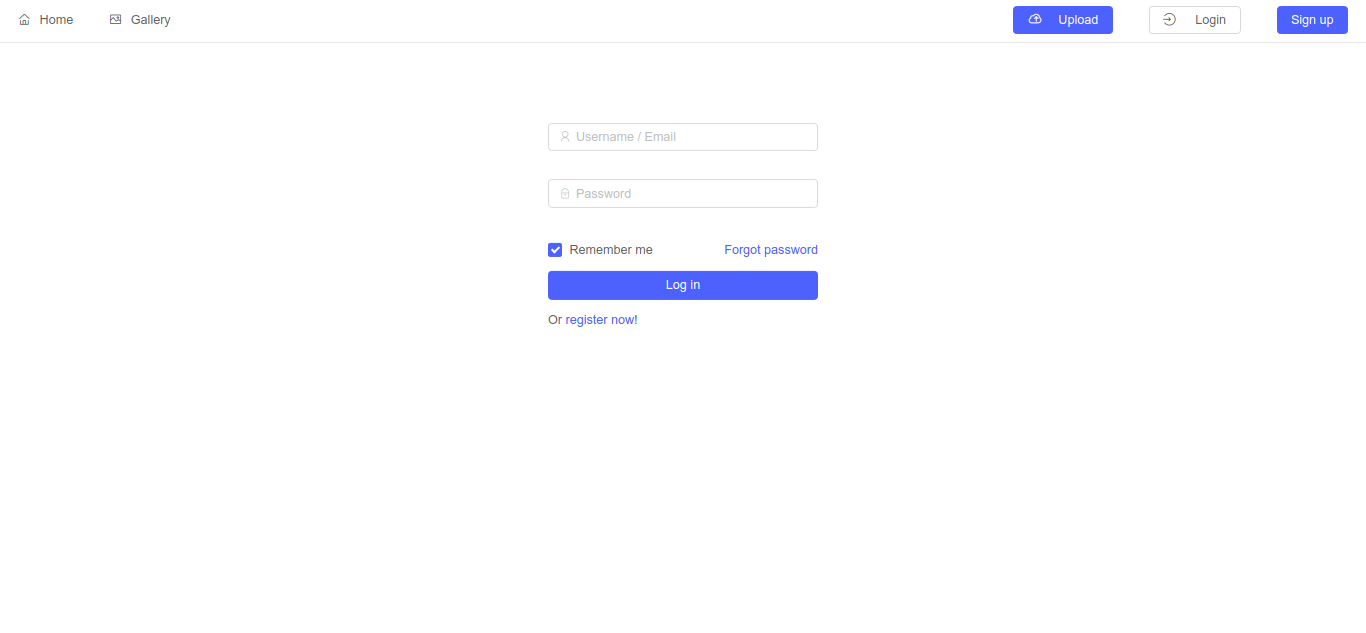 Home Gallery Upload Login Sign up
Username / Email
Password
Remember me Forgot password
Log in
Or register now!